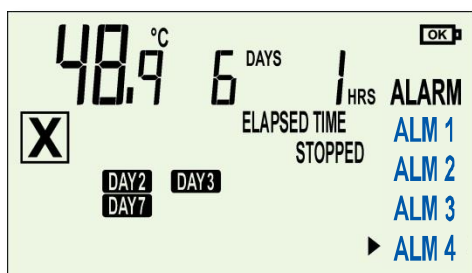 OK
48.9 °C 6 DAYS 1 HRS ALARM
X ELAPSED TIME ALM 1
STOPPED
DAY2 DAY3 ALM 2
DAY7 ALM 3
ALM 4